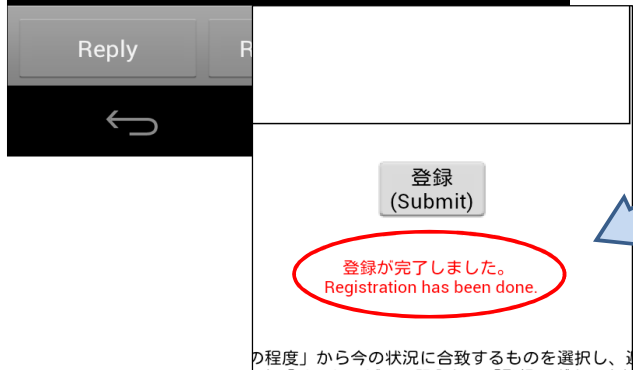 Reply
登録
(Submit)
登録が完了しました。
Registration has been done.
の程度」から今の状況に合致するものを選択し、